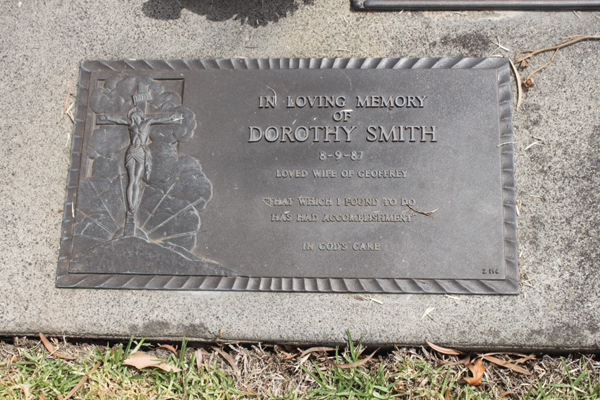 IN LOVING MEMORY
OF
DOROTHY SMITH
8-9-87
LOVED WIFE OF GEOFFREY
"THAT WHICH I FOUND TO DO
HAS HAD ACCOMPLISHMENT"
IN GOD'S CARE